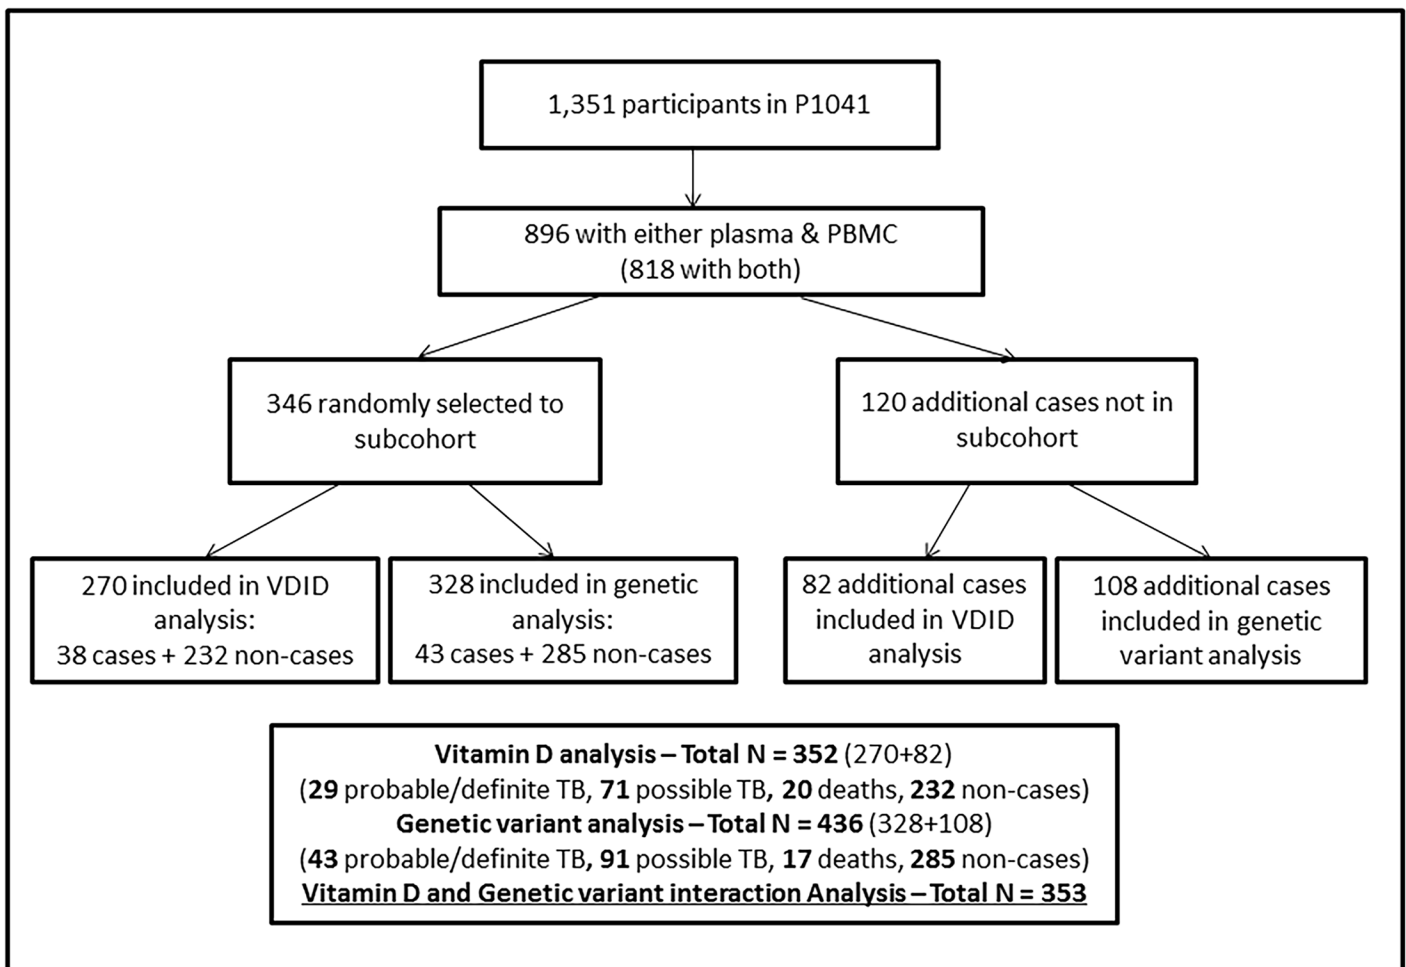 1,351 participants in P1041
896 with either plasma & PBMC
(818 with both)
346 randomly selected to
subcohort
120 additional cases not in
subcohort
270 included in VDID
analysis:
38 cases + 232 non-cases
328 included in genetic
analysis:
43 cases + 285 non-cases
82 additional cases
included in VDID
analysis
108 additional cases
included in genetic
variant analysis
Vitamin D analysis – Total N = 352 (270+82)
(29 probable/definite TB, 71 possible TB, 20 deaths, 232 non-cases)
Genetic variant analysis – Total N = 436 (328+108)
(43 probable/definite TB, 91 possible TB, 17 deaths, 285 non-cases)
Vitamin D and Genetic variant interaction Analysis – Total N = 353